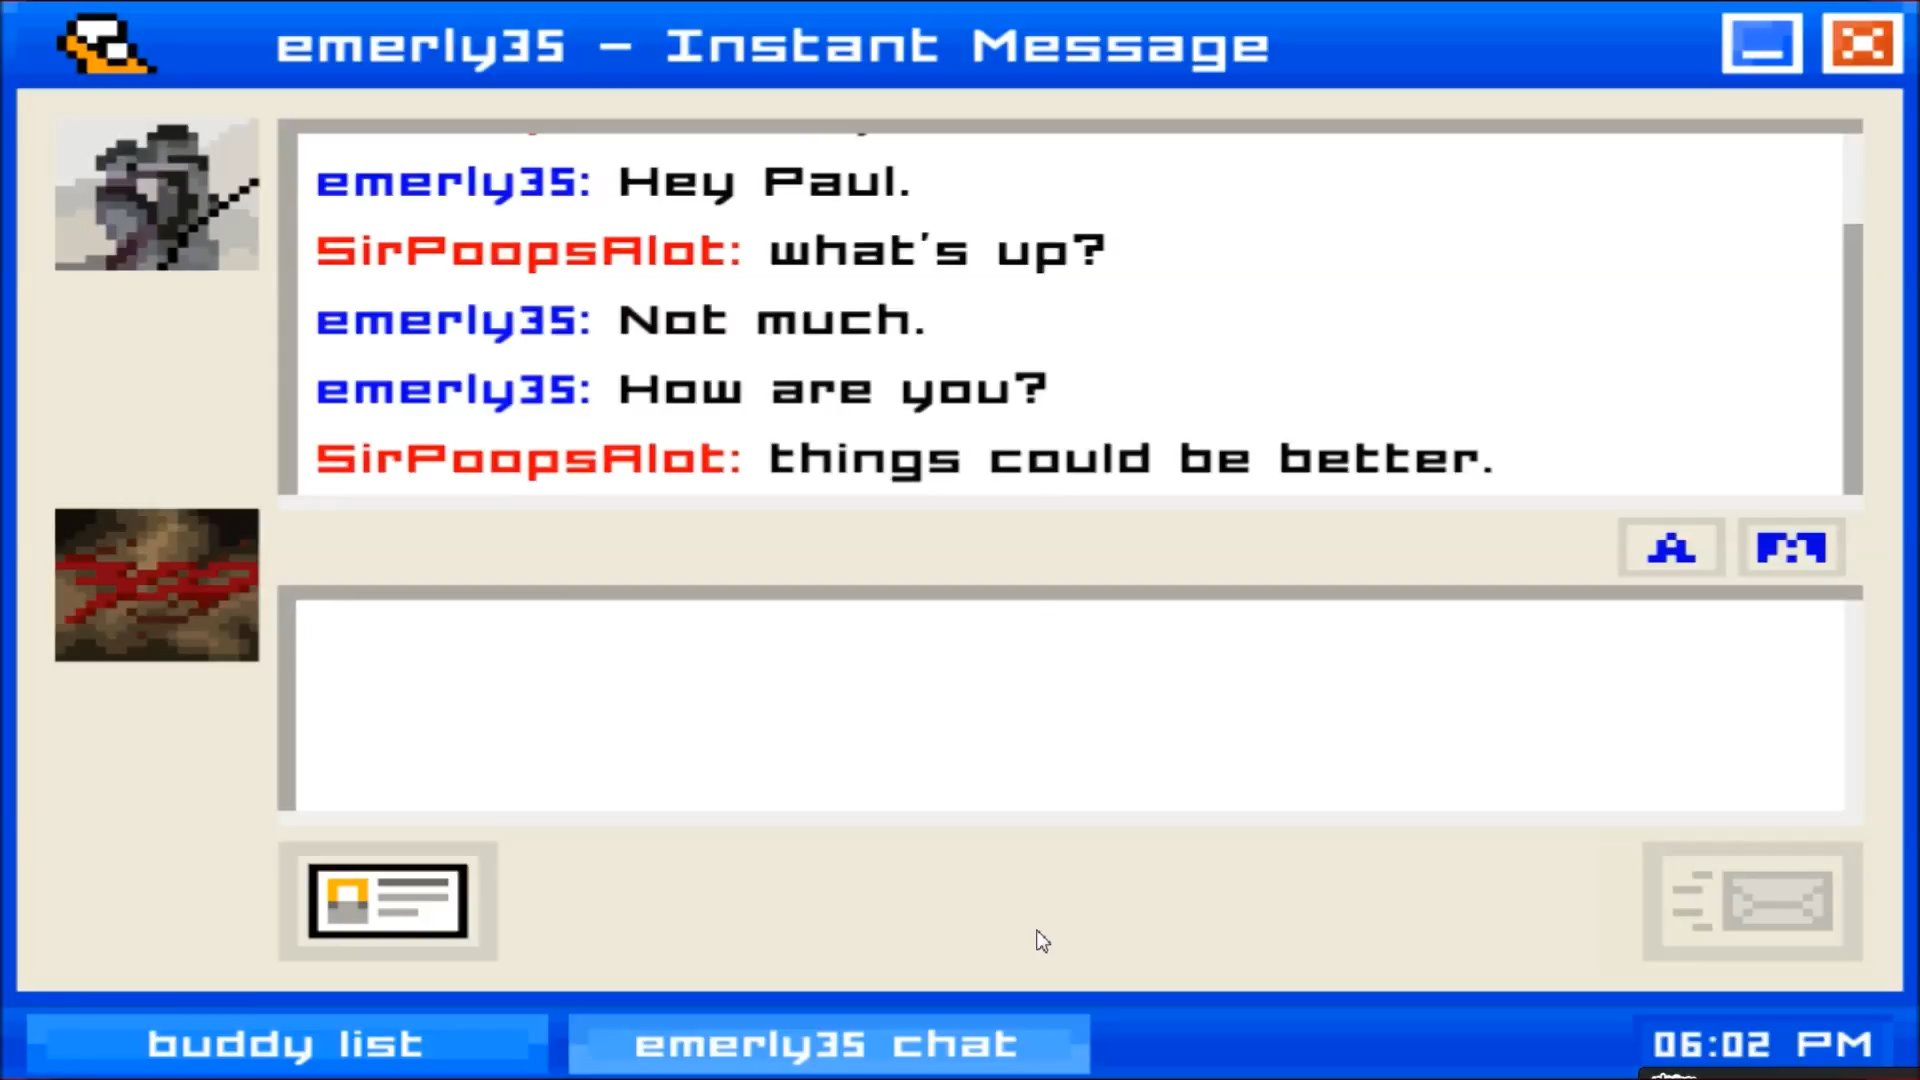 emerly35 - Instant Message
emerly35: Hey Paul.
SirPoopsAlot: what's up?
emerly35: Not much.
emerly35: How are you?
SirPoopsAlot: things could be better.
A
buddy list
emerly35 chat
06:02 PM